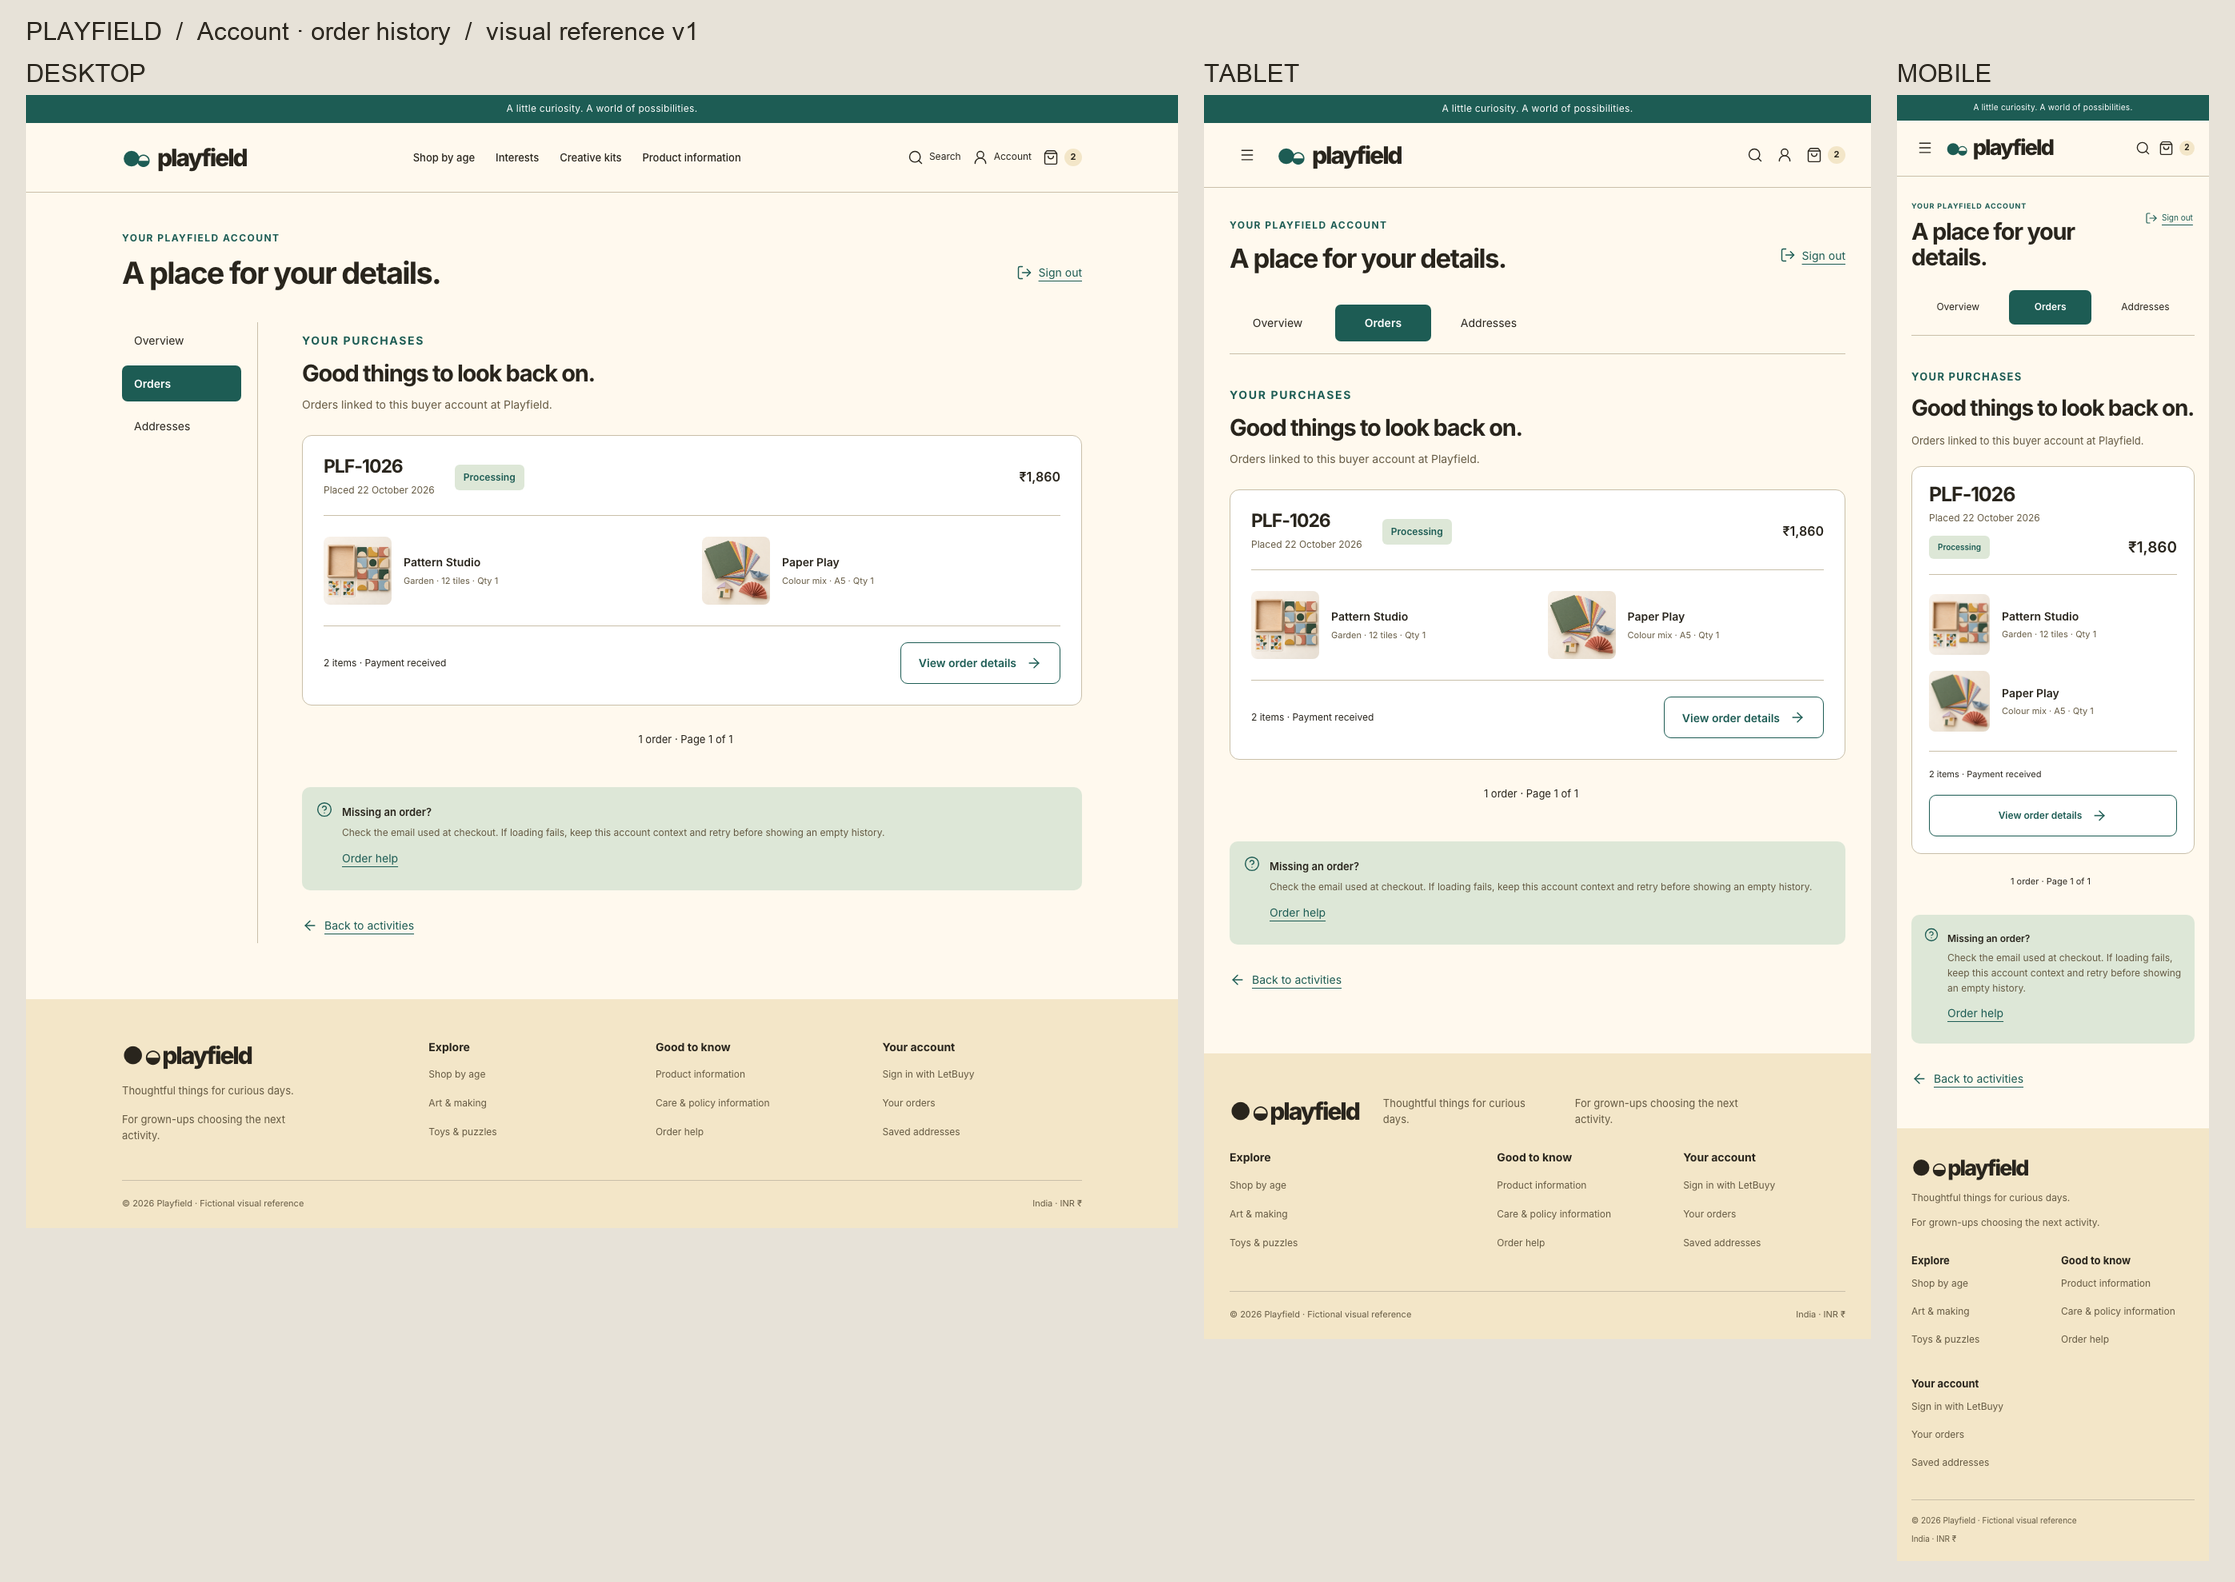 PLAYFIELD / Account · order history / visual reference v1
DESKTOP
A little curiosity. A world of possibilities.
playfield
Shop by age
Interests
Creative kits
Product information
Search
Account
2
YOUR PLAYFIELD ACCOUNT
A place for your details.
Sign out
Overview
Orders
Addresses
YOUR PURCHASES
Good things to look back on.
Orders linked to this buyer account at Playfield.
PLF-1026
Placed 22 October 2026
Processing
₹1,860
Pattern Studio
Garden · 12 tiles · Qty 1
Paper Play
Colour mix · A5 · Qty 1
2 items · Payment received
View order details
1 order · Page 1 of 1
Missing an order?
Check the email used at checkout. If loading fails, keep this account context and retry before showing an empty history.
Order help
Back to activities
playfield
Thoughtful things for curious days.
For grown-ups choosing the next
activity.
Explore
Shop by age
Art & making
Toys & puzzles
Good to know
Product information
Care & policy information
Order help
Your account
Sign in with LetBuyy
Your orders
Saved addresses
© 2026 Playfield · Fictional visual reference
India · INR ₹
TABLET
A little curiosity. A world of possibilities.
playfield
2
YOUR PLAYFIELD ACCOUNT
A place for your details.
Sign out
Overview
Orders
Addresses
YOUR PURCHASES
Good things to look back on.
Orders linked to this buyer account at Playfield.
PLF-1026
Placed 22 October 2026
Processing
₹1,860
Pattern Studio
Garden · 12 tiles · Qty 1
Paper Play
Colour mix · A5 · Qty 1
2 items · Payment received
View order details
1 order · Page 1 of 1
Missing an order?
Check the email used at checkout. If loading fails, keep this account context and retry before showing an empty history.
Order help
Back to activities
playfield
Thoughtful things for curious
days.
For grown-ups choosing the next
activity.
Explore
Shop by age
Art & making
Toys & puzzles
Good to know
Product information
Care & policy information
Order help
Your account
Sign in with LetBuyy
Your orders
Saved addresses
© 2026 Playfield · Fictional visual reference
India · INR ₹
MOBILE
A little curiosity. A world of possibilities.
playfield
2
YOUR PLAYFIELD ACCOUNT
A place for your
details.
Sign out
Overview
Orders
Addresses
YOUR PURCHASES
Good things to look back on.
Orders linked to this buyer account at Playfield.
PLF-1026
Placed 22 October 2026
Processing
₹1,860
Pattern Studio
Garden · 12 tiles · Qty 1
Paper Play
Colour mix · A5 · Qty 1
2 items · Payment received
View order details
1 order · Page 1 of 1
Missing an order?
Check the email used at checkout. If loading fails,
keep this account context and retry before showing
an empty history.
Order help
Back to activities
playfield
Thoughtful things for curious days.
For grown-ups choosing the next activity.
Explore
Shop by age
Art & making
Toys & puzzles
Good to know
Product information
Care & policy information
Order help
Your account
Sign in with LetBuyy
Your orders
Saved addresses
© 2026 Playfield · Fictional visual reference
India · INR ₹